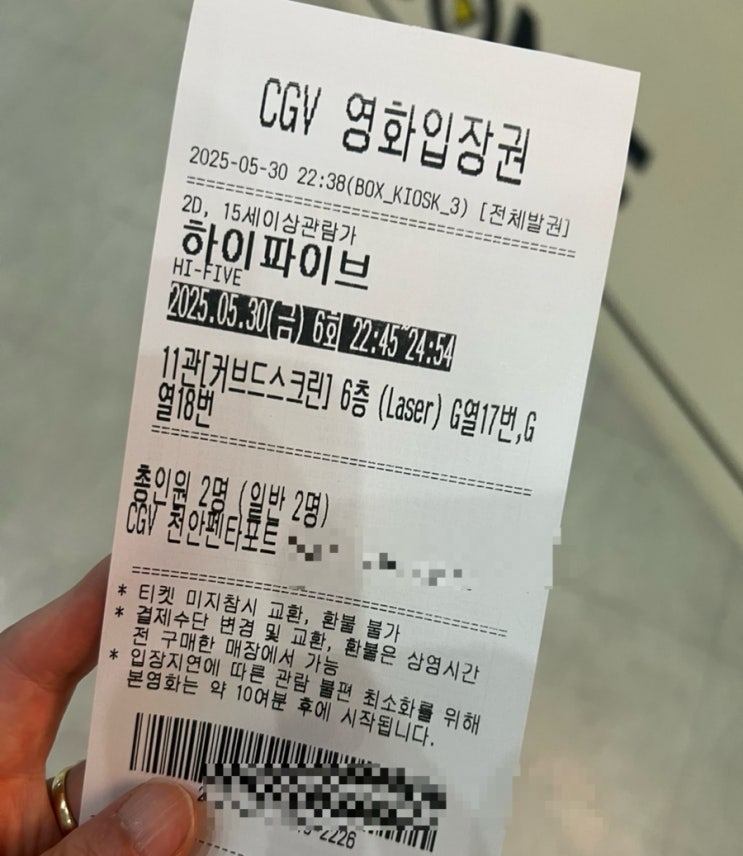 CGV 영화입장권
2025-05-30 22:38(BOX_KIOSK_3) [전체발권]
2D, 15세이상관람가
하이파이브
HI-FIVE
2025.05.30(금) 6회 22:45~24:54
11관[커브드스크린] 6층 (Laser) G열17번,G
열18번
총인원 2명 (일반 2명)
CGV 천안펜타포트
* 티켓 미지참시 교환, 환불 불가
* 결제수단 변경 및 교환, 환불은 상영시간
전 구매한 매장에서 가능
* 입장지연에 따른 관람 불편 최소화를 위해
본영화는 약 10여분 후에 시작됩니다.
-2226